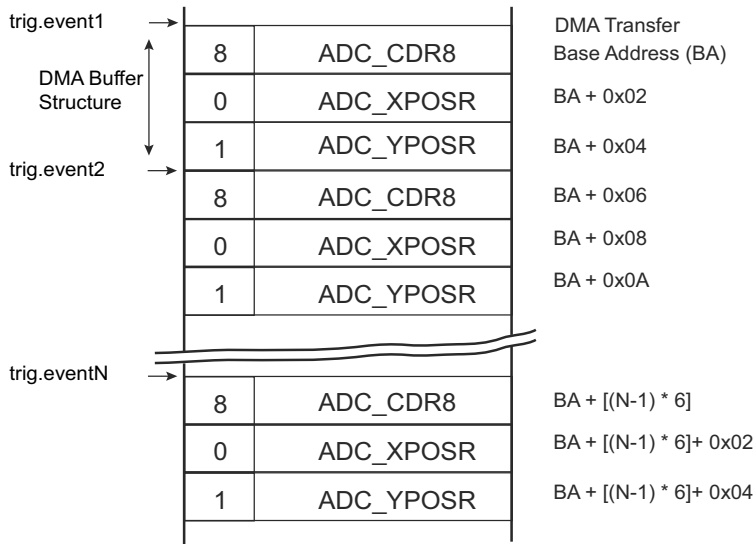 trig.event1
DMA Transfer
8 ADC_CDR8 Base Address (BA)
DMA Buffer
Structure
0 ADC_XPOSR BA + 0x02
1 ADC_YPOSR BA + 0x04
trig.event2
8 ADC_CDR8 BA + 0x06
0 ADC_XPOSR BA + 0x08
1 ADC_YPOSR BA + 0x0A
trig.eventN
8 ADC_CDR8 BA + [(N-1) * 6]
0 ADC_XPOSR BA + [(N-1) * 6]+ 0x02
1 ADC_YPOSR BA + [(N-1) * 6]+ 0x04